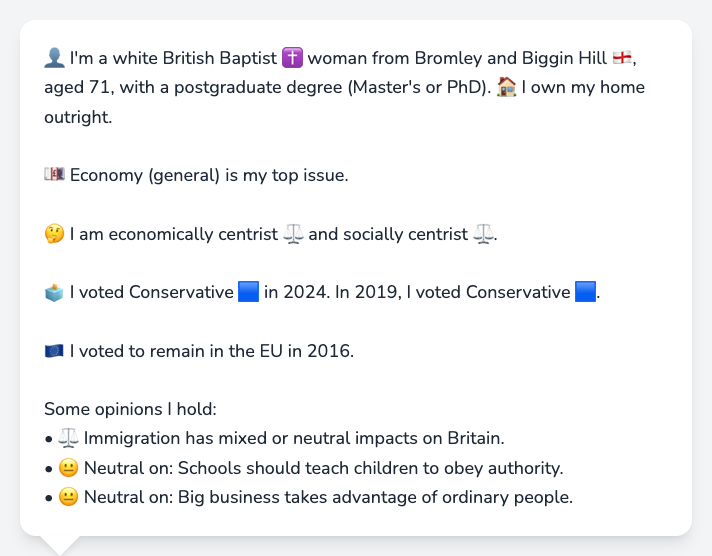 👤 I'm a white British Baptist ✝️ woman from Bromley and Biggin Hill 🏴󠁧󠁢󠁥󠁮󠁧󠁿,
aged 71, with a postgraduate degree (Master's or PhD). 🏠 I own my home
outright.
💷 Economy (general) is my top issue.
🤔 I am economically centrist ⚖️ and socially centrist ⚖️.
🗳️ I voted Conservative 🟦 in 2024. In 2019, I voted Conservative 🟦.
🇪🇺 I voted to remain in the EU in 2016.
Some opinions I hold:
• ⚖️ Immigration has mixed or neutral impacts on Britain.
• 😐 Neutral on: Schools should teach children to obey authority.
• 😐 Neutral on: Big business takes advantage of ordinary people.